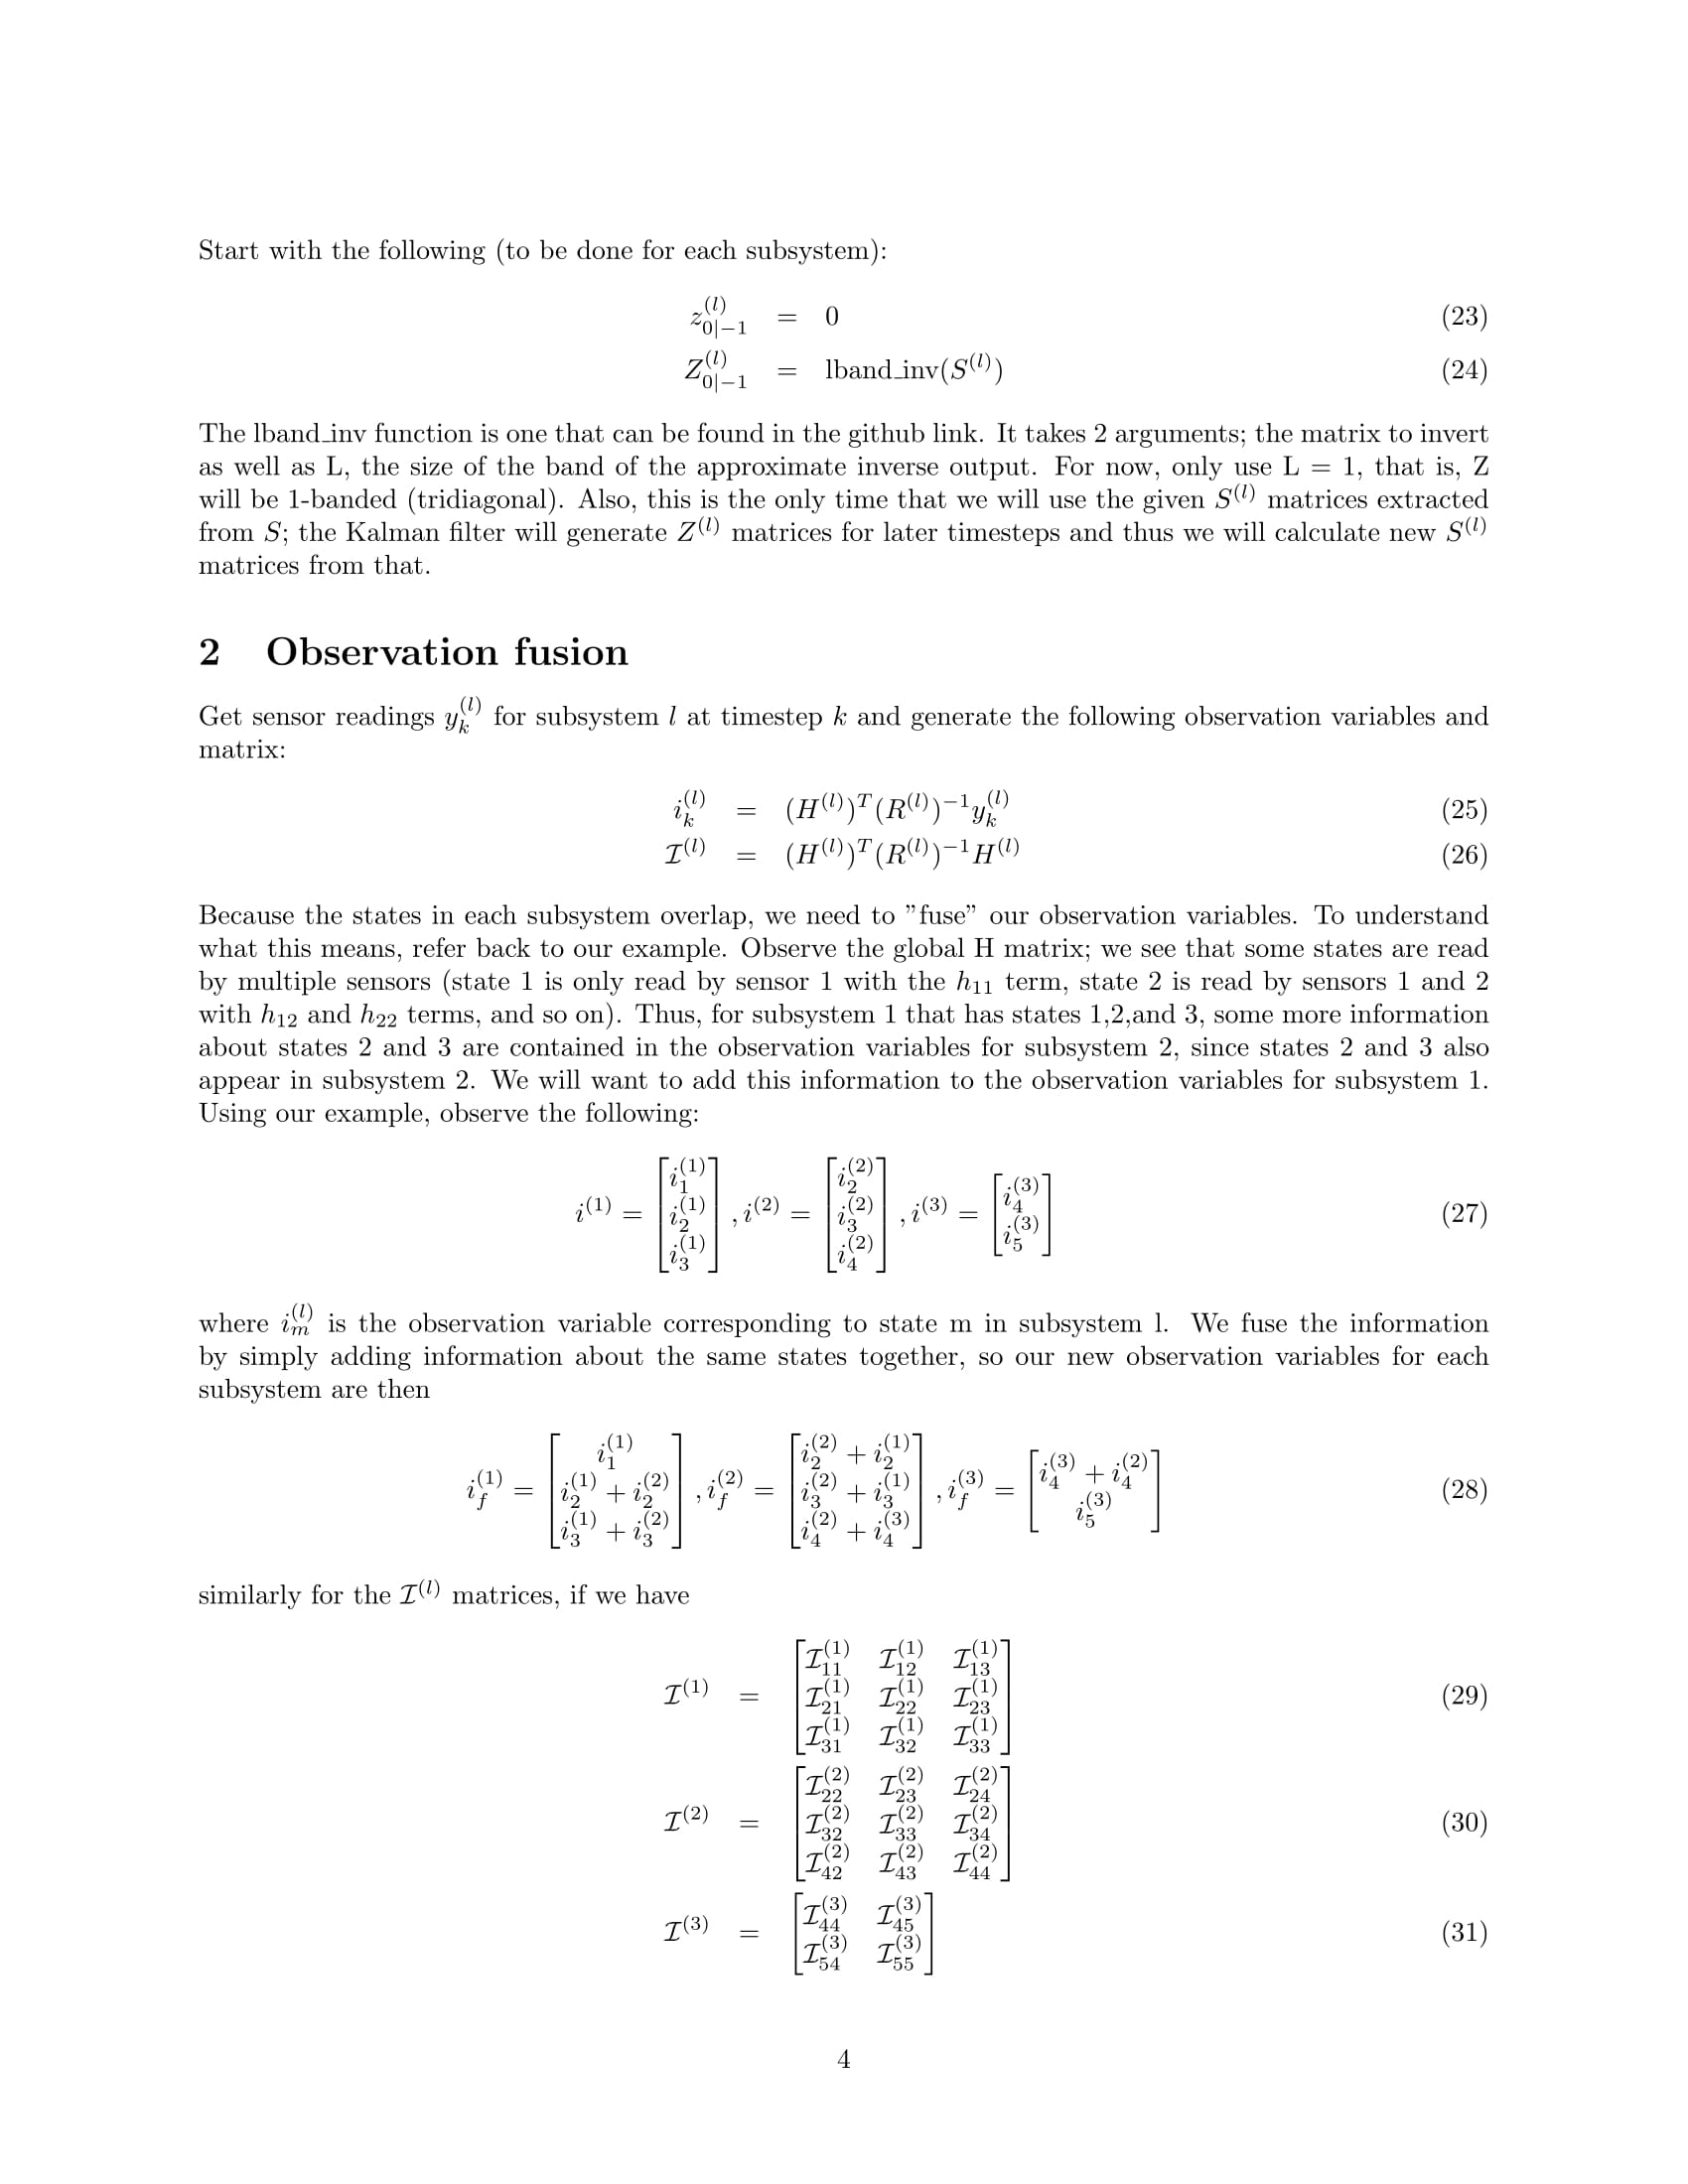 Start with the following (to be done for each subsystem):
$z_{0|-1}^{(l)} = 0$ (23)
$Z_{0|-1}^{(l)} = \text{lband\_inv}(S^{(l)})$ (24)
The lband_inv function is one that can be found in the github link. It takes 2 arguments; the matrix to invert
as well as L, the size of the band of the approximate inverse output. For now, only use L = 1, that is, Z
will be 1-banded (tridiagonal). Also, this is the only time that we will use the given $S^{(l)}$ matrices extracted
from $S$; the Kalman filter will generate $Z^{(l)}$ matrices for later timesteps and thus we will calculate new $S^{(l)}$
matrices from that.
2 Observation fusion
Get sensor readings $y_k^{(l)}$ for subsystem $l$ at timestep $k$ and generate the following observation variables and
matrix:
$i_k^{(l)} = (H^{(l)})^T (R^{(l)})^{-1} y_k^{(l)}$ (25)
$\mathcal{I}^{(l)} = (H^{(l)})^T (R^{(l)})^{-1} H^{(l)}$ (26)
Because the states in each subsystem overlap, we need to ”fuse” our observation variables. To understand
what this means, refer back to our example. Observe the global H matrix; we see that some states are read
by multiple sensors (state 1 is only read by sensor 1 with the $h_{11}$ term, state 2 is read by sensors 1 and 2
with $h_{12}$ and $h_{22}$ terms, and so on). Thus, for subsystem 1 that has states 1,2,and 3, some more information
about states 2 and 3 are contained in the observation variables for subsystem 2, since states 2 and 3 also
appear in subsystem 2. We will want to add this information to the observation variables for subsystem 1.
Using our example, observe the following:
$i^{(1)} = \begin{bmatrix} i_1^{(1)} \\ i_2^{(1)} \\ i_3^{(1)} \end{bmatrix}, i^{(2)} = \begin{bmatrix} i_2^{(2)} \\ i_3^{(2)} \\ i_4^{(2)} \end{bmatrix}, i^{(3)} = \begin{bmatrix} i_4^{(3)} \\ i_5^{(3)} \end{bmatrix}$ (27)
where $i_m^{(l)}$ is the observation variable corresponding to state m in subsystem l. We fuse the information
by simply adding information about the same states together, so our new observation variables for each
subsystem are then
$i_f^{(1)} = \begin{bmatrix} i_1^{(1)} \\ i_2^{(1)} + i_2^{(2)} \\ i_3^{(1)} + i_3^{(2)} \end{bmatrix}, i_f^{(2)} = \begin{bmatrix} i_2^{(2)} + i_2^{(1)} \\ i_3^{(2)} + i_3^{(1)} \\ i_4^{(2)} + i_4^{(3)} \end{bmatrix}, i_f^{(3)} = \begin{bmatrix} i_4^{(3)} + i_4^{(2)} \\ i_5^{(3)} \end{bmatrix}$ (28)
similarly for the $\mathcal{I}^{(l)}$ matrices, if we have
$\mathcal{I}^{(1)} = \begin{bmatrix} \mathcal{I}_{11}^{(1)} & \mathcal{I}_{12}^{(1)} & \mathcal{I}_{13}^{(1)} \\ \mathcal{I}_{21}^{(1)} & \mathcal{I}_{22}^{(1)} & \mathcal{I}_{23}^{(1)} \\ \mathcal{I}_{31}^{(1)} & \mathcal{I}_{32}^{(1)} & \mathcal{I}_{33}^{(1)} \end{bmatrix}$ (29)
$\mathcal{I}^{(2)} = \begin{bmatrix} \mathcal{I}_{22}^{(2)} & \mathcal{I}_{23}^{(2)} & \mathcal{I}_{24}^{(2)} \\ \mathcal{I}_{32}^{(2)} & \mathcal{I}_{33}^{(2)} & \mathcal{I}_{34}^{(2)} \\ \mathcal{I}_{42}^{(2)} & \mathcal{I}_{43}^{(2)} & \mathcal{I}_{44}^{(2)} \end{bmatrix}$ (30)
$\mathcal{I}^{(3)} = \begin{bmatrix} \mathcal{I}_{44}^{(3)} & \mathcal{I}_{45}^{(3)} \\ \mathcal{I}_{54}^{(3)} & \mathcal{I}_{55}^{(3)} \end{bmatrix}$ (31)
4